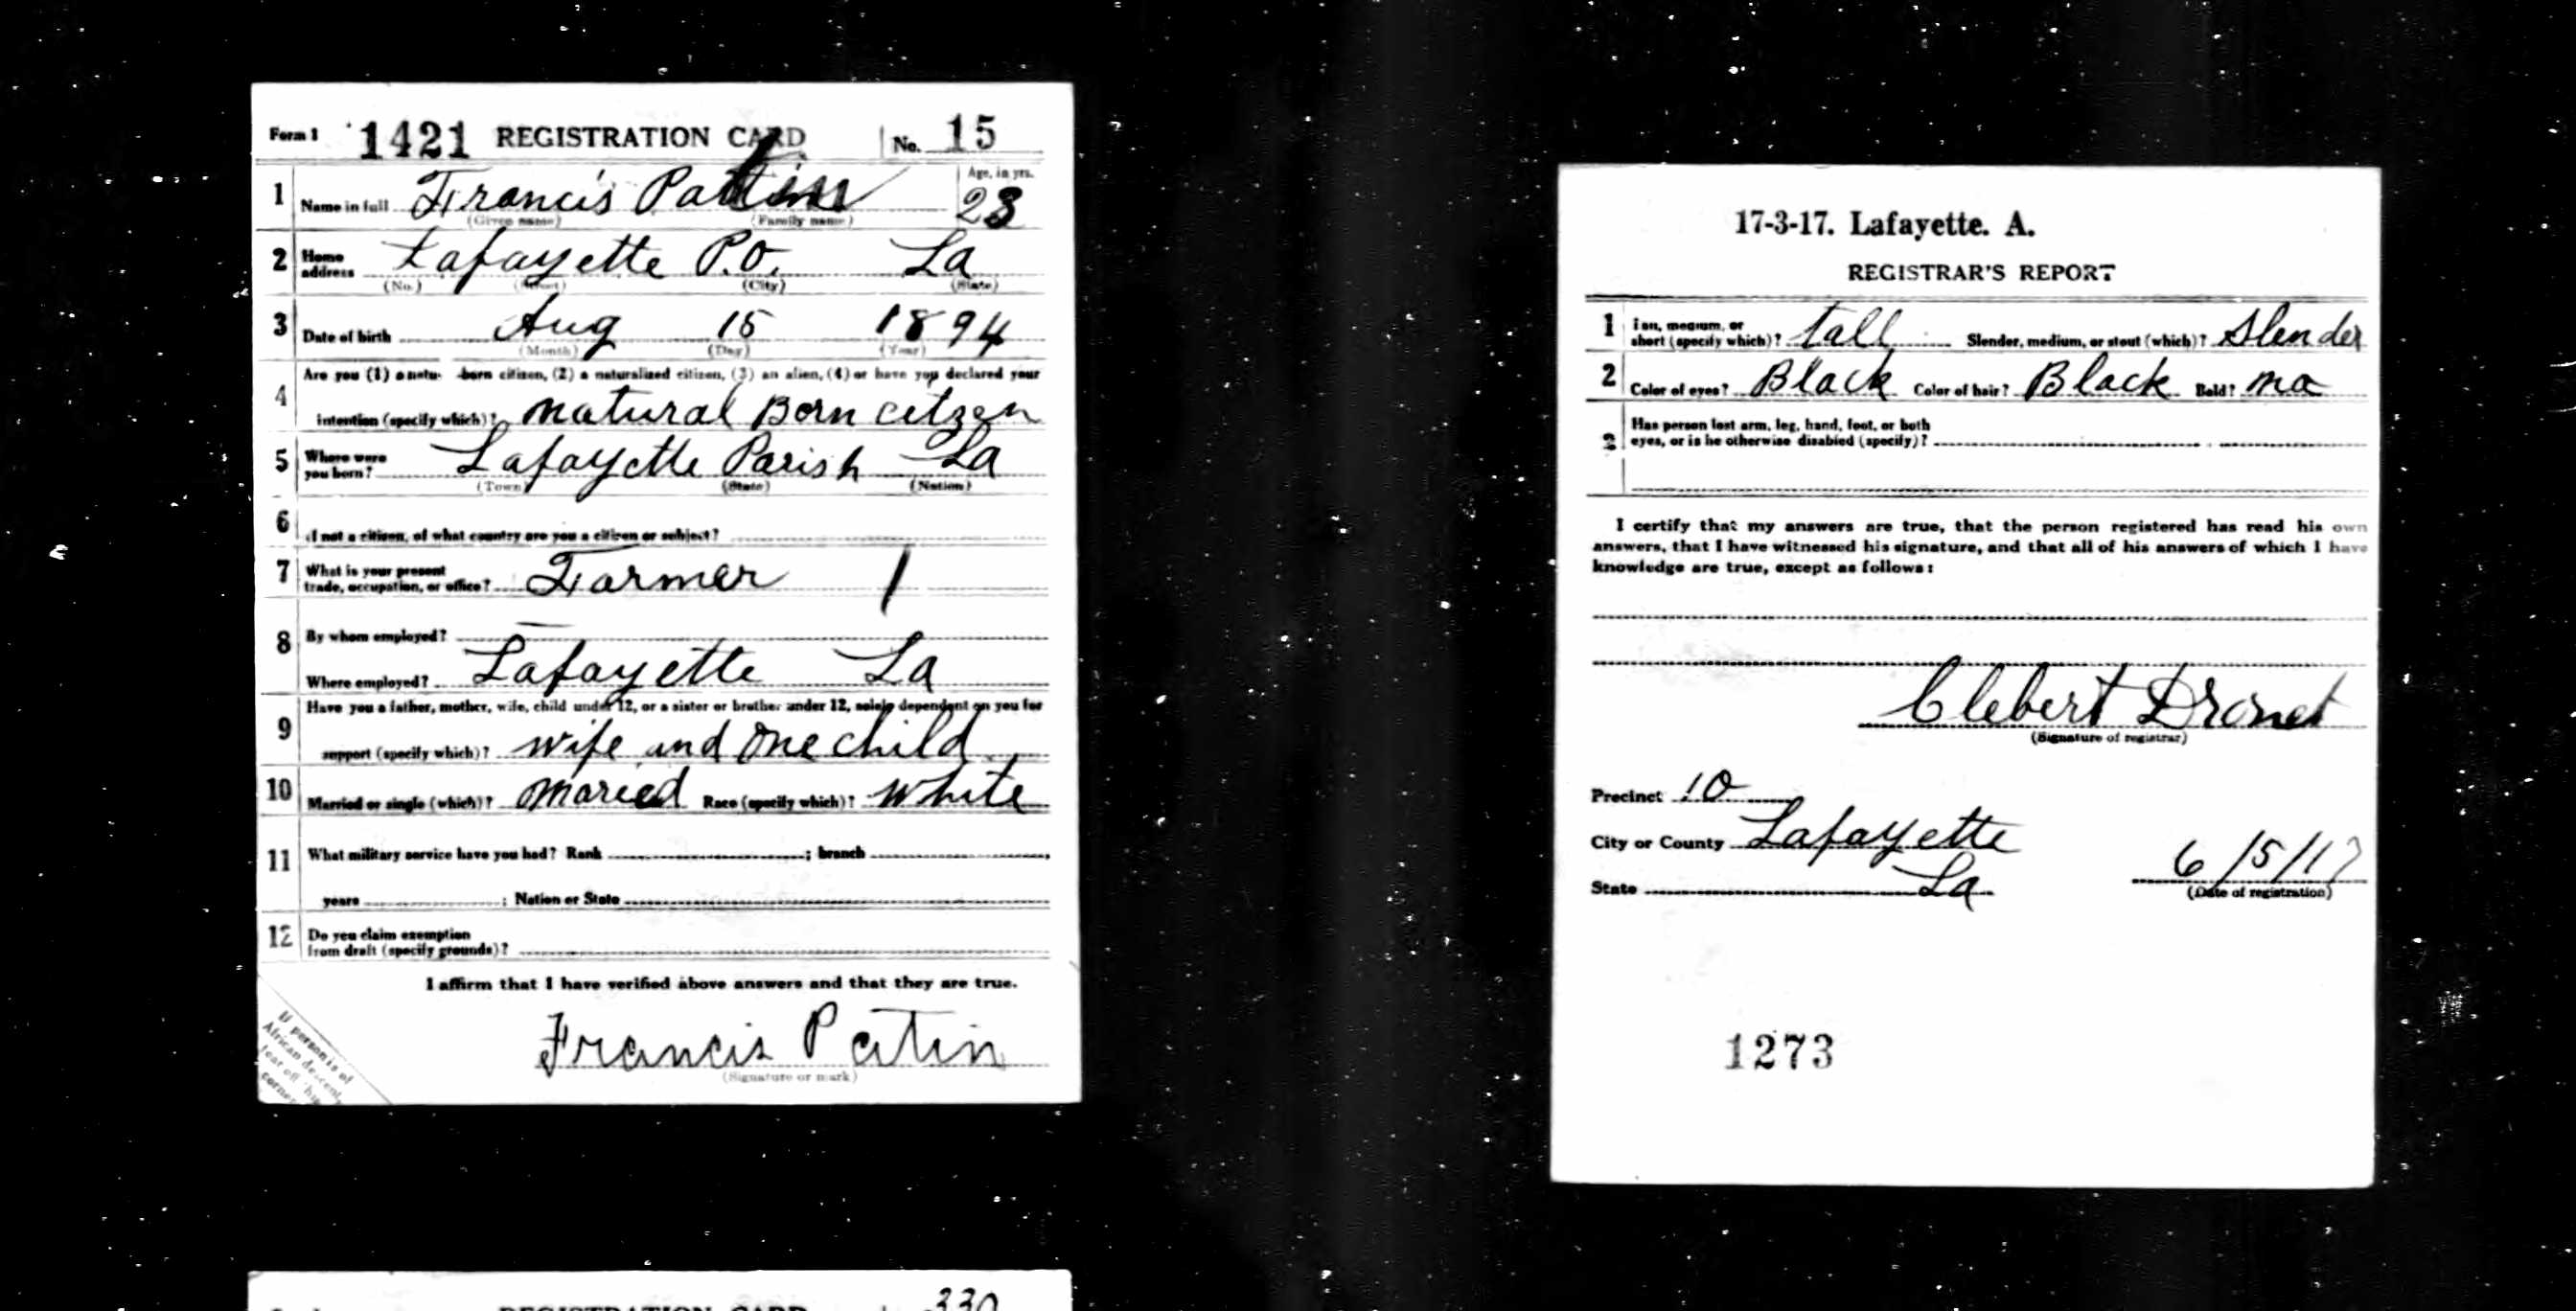 Form 1 1421 REGISTRATION CARD No. 15
1 Name in full Francis Patin Age, in yrs. 23
(Given name) (Family name)
2 Home address Lafayette P.O. La
(No.) (Street) (City) (State)
3 Date of birth Aug 15 1894
(Month) (Day) (Year)
4 Are you (1) a natu- -born citizen, (2) a naturalized citizen, (3) an alien, (4) or have you declared your
intention (specify which)? natural Born citzen
5 Where were you born? Lafayette Parish La
(Town) (State) (Nation)
6 If not a citizen, of what country are you a citizen or subject?
7 What is your present trade, occupation, or office? Farmer 1
8 By whom employed?
Where employed? Lafayette La
9 Have you a father, mother, wife, child under 12, or a sister or brother under 12, solely dependent on you for
support (specify which)? wife and one child
10 Married or single (which)? maried Race (specify which)? White
11 What military service have you had? Rank ; branch
years ; Nation or State
12 Do you claim exemption
from draft (specify grounds)?
I affirm that I have verified above answers and that they are true.
Francis Patin
(Signature or mark)
If person is of
African descent,
tear off this
corner
17-3-17. Lafayette. A.
REGISTRAR'S REPORT
1 Tall, medium, or
short (specify which)? tall Slender, medium, or stout (which)? Slender
2 Color of eyes? Black Color of hair? Black Bald? no
3 Has person lost arm, leg, hand, foot, or both
eyes, or is he otherwise disabled (specify)?
I certify that my answers are true, that the person registered has read his own
answers, that I have witnessed his signature, and that all of his answers of which I have
knowledge are true, except as follows:
Clebert Dronet
(Signature of registrar)
Precinct 10
City or County Lafayette
State La 6/5/17
(Date of registration)
1273
REGISTRATION CARD 330